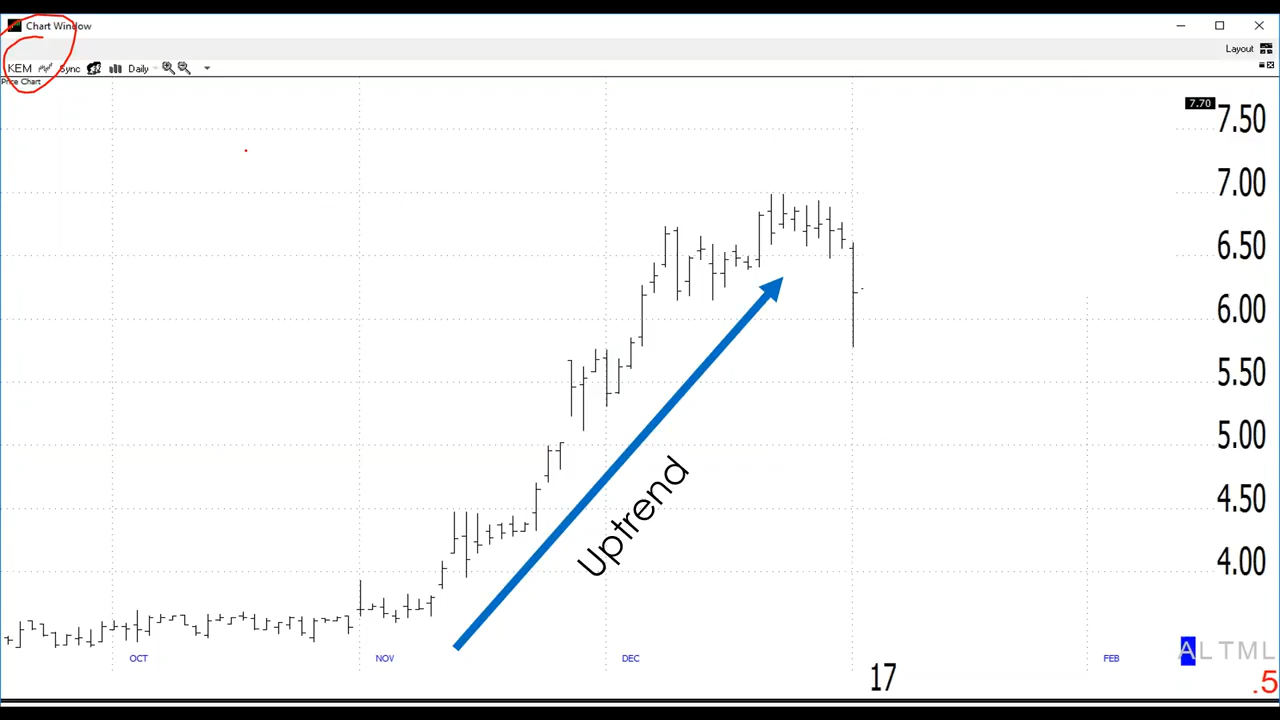 Chart Window
Layout
KEM Sync Daily
Price Chart
7.70
7.50
7.00
6.50
6.00
5.50
5.00
4.50
4.00
Uptrend
OCT NOV DEC FEB
ALTML
17
.5